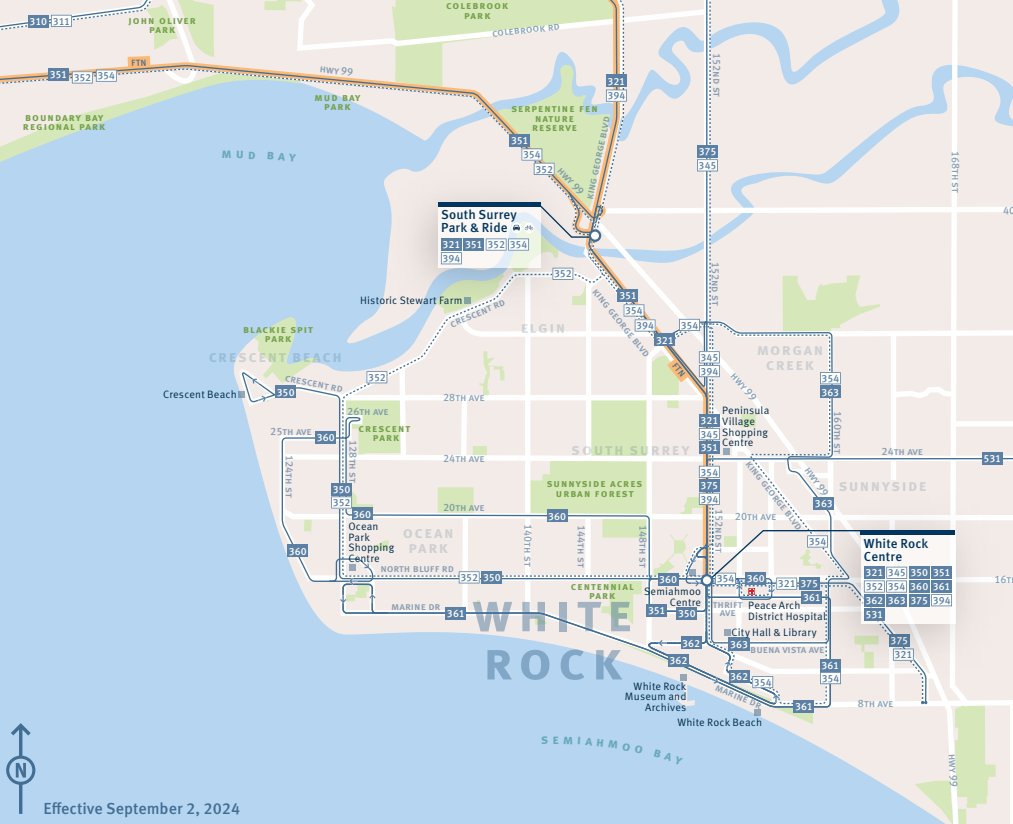 310 311
JOHN OLIVER
PARK
COLEBROOK
PARK
COLEBROOK RD
351 352 354
FTN
HWY 99
MUD BAY
PARK
BOUNDARY BAY
REGIONAL PARK
MUD BAY
321
394
152ND ST
SERPENTINE FEN
NATURE
RESERVE
KING GEORGE BLVD
351
354
352
HWY 99
375
345
168TH ST
South Surrey
Park & Ride
321 351 352 354
394
40
352
152ND ST
Historic Stewart Farm
CRESCENT RD
351
354
394
KING GEORGE BLVD
321
354
ELGIN
BLACKIE SPIT
PARK
CRESCENT BEACH
MORGAN
CREEK
345
394
FTN
HWY 99
352
354
363
Crescent Beach
350
CRESCENT RD
28TH AVE
26TH AVE
25TH AVE
360
CRESCENT
PARK
321
345
351
Peninsula
Village
Shopping
Centre
160TH ST
124TH ST
128TH ST
24TH AVE
SOUTH SURREY
24TH AVE
531
354
375
394
KING GEORGE BLVD
HWY 99
SUNNYSIDE
SUNNYSIDE ACRES
URBAN FOREST
350
352
363
360
20TH AVE
360
152ND ST
20TH AVE
Ocean
Park
Shopping
Centre
OCEAN
PARK
140TH ST
144TH ST
148TH ST
354
White Rock
Centre
321 345 350 351
352 354 360 361
362 363 375 394
531
360
NORTH BLUFF RD
352 350
360
354 360 321 375
16TH
CENTENNIAL
PARK
Semiahmoo
Centre
351 350
THRIFT
AVE
361
Peace Arch
District Hospital
MARINE DR
361
WHITE
ROCK
City Hall & Library
375
321
362
363
BUENA VISTA AVE
362
361
354
362
354
White Rock
Museum and
Archives
MARINE DR
361
8TH AVE
White Rock Beach
SEMIAHMOO BAY
HWY 99
N
Effective September 2, 2024